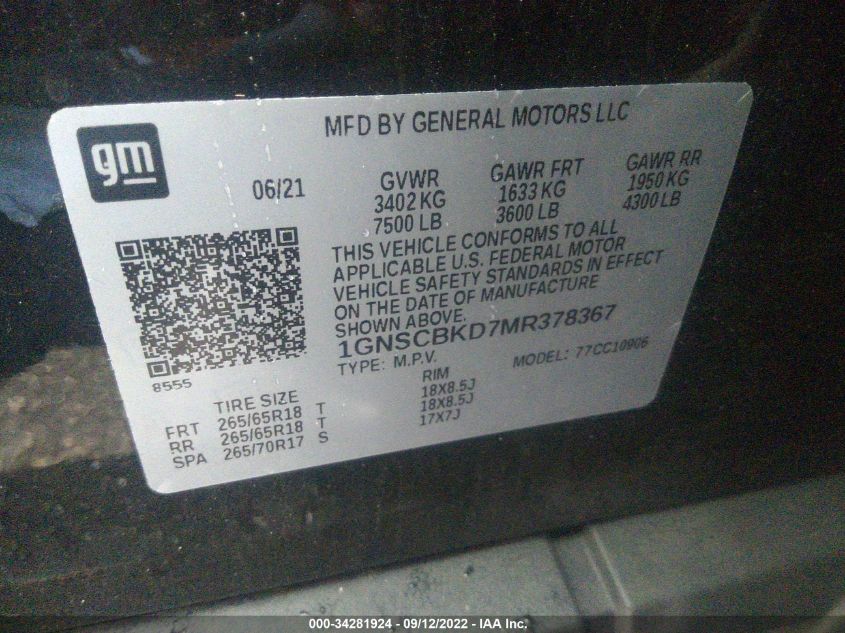 MFD BY GENERAL MOTORS LLC
gm
06/21
GVWR
3402 KG
7500 LB
GAWR FRT
1633 KG
3600 LB
GAWR RR
1950 KG
4300 LB
THIS VEHICLE CONFORMS TO ALL
APPLICABLE U.S. FEDERAL MOTOR
VEHICLE SAFETY STANDARDS IN EFFECT
ON THE DATE OF MANUFACTURE
SHOWN ABOVE.
1GNSCBKD7MR378367
TYPE: M.P.V. MODEL: 77CC10906
8555
TIRE SIZE RIM
FRT 265/65R18 T 18X8.5J
RR 265/65R18 T 18X8.5J
SPA 265/70R17 S 17X7J
000-34281924 - 09/12/2022 - IAA Inc.